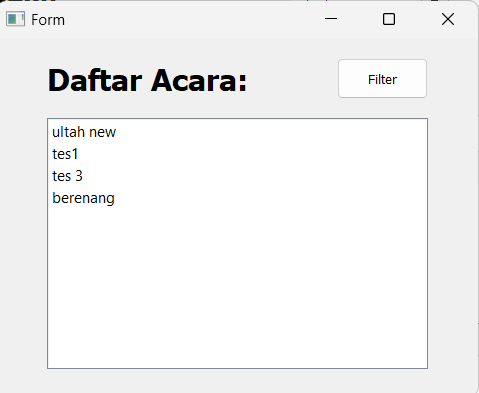 Form
Daftar Acara:
Filter
ultah new
tes1
tes 3
berenang